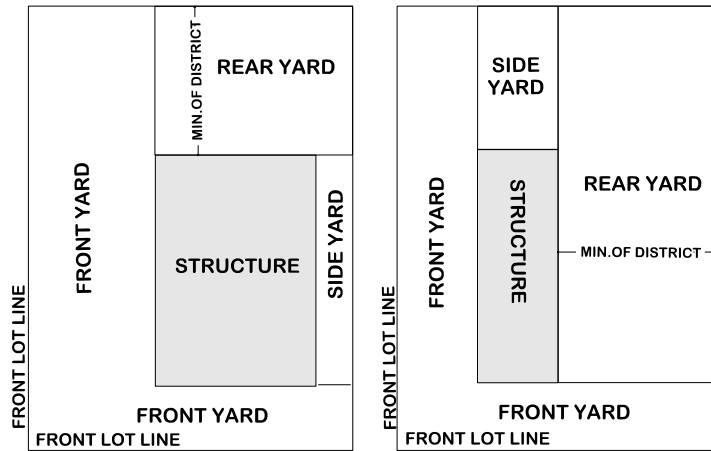 REAR YARD
MIN.OF DISTRICT
FRONT YARD
STRUCTURE
SIDE YARD
FRONT LOT LINE
FRONT YARD
FRONT LOT LINE
SIDE
YARD
FRONT YARD
STRUCTURE
REAR YARD
MIN.OF DISTRICT
FRONT LOT LINE
FRONT YARD
FRONT LOT LINE